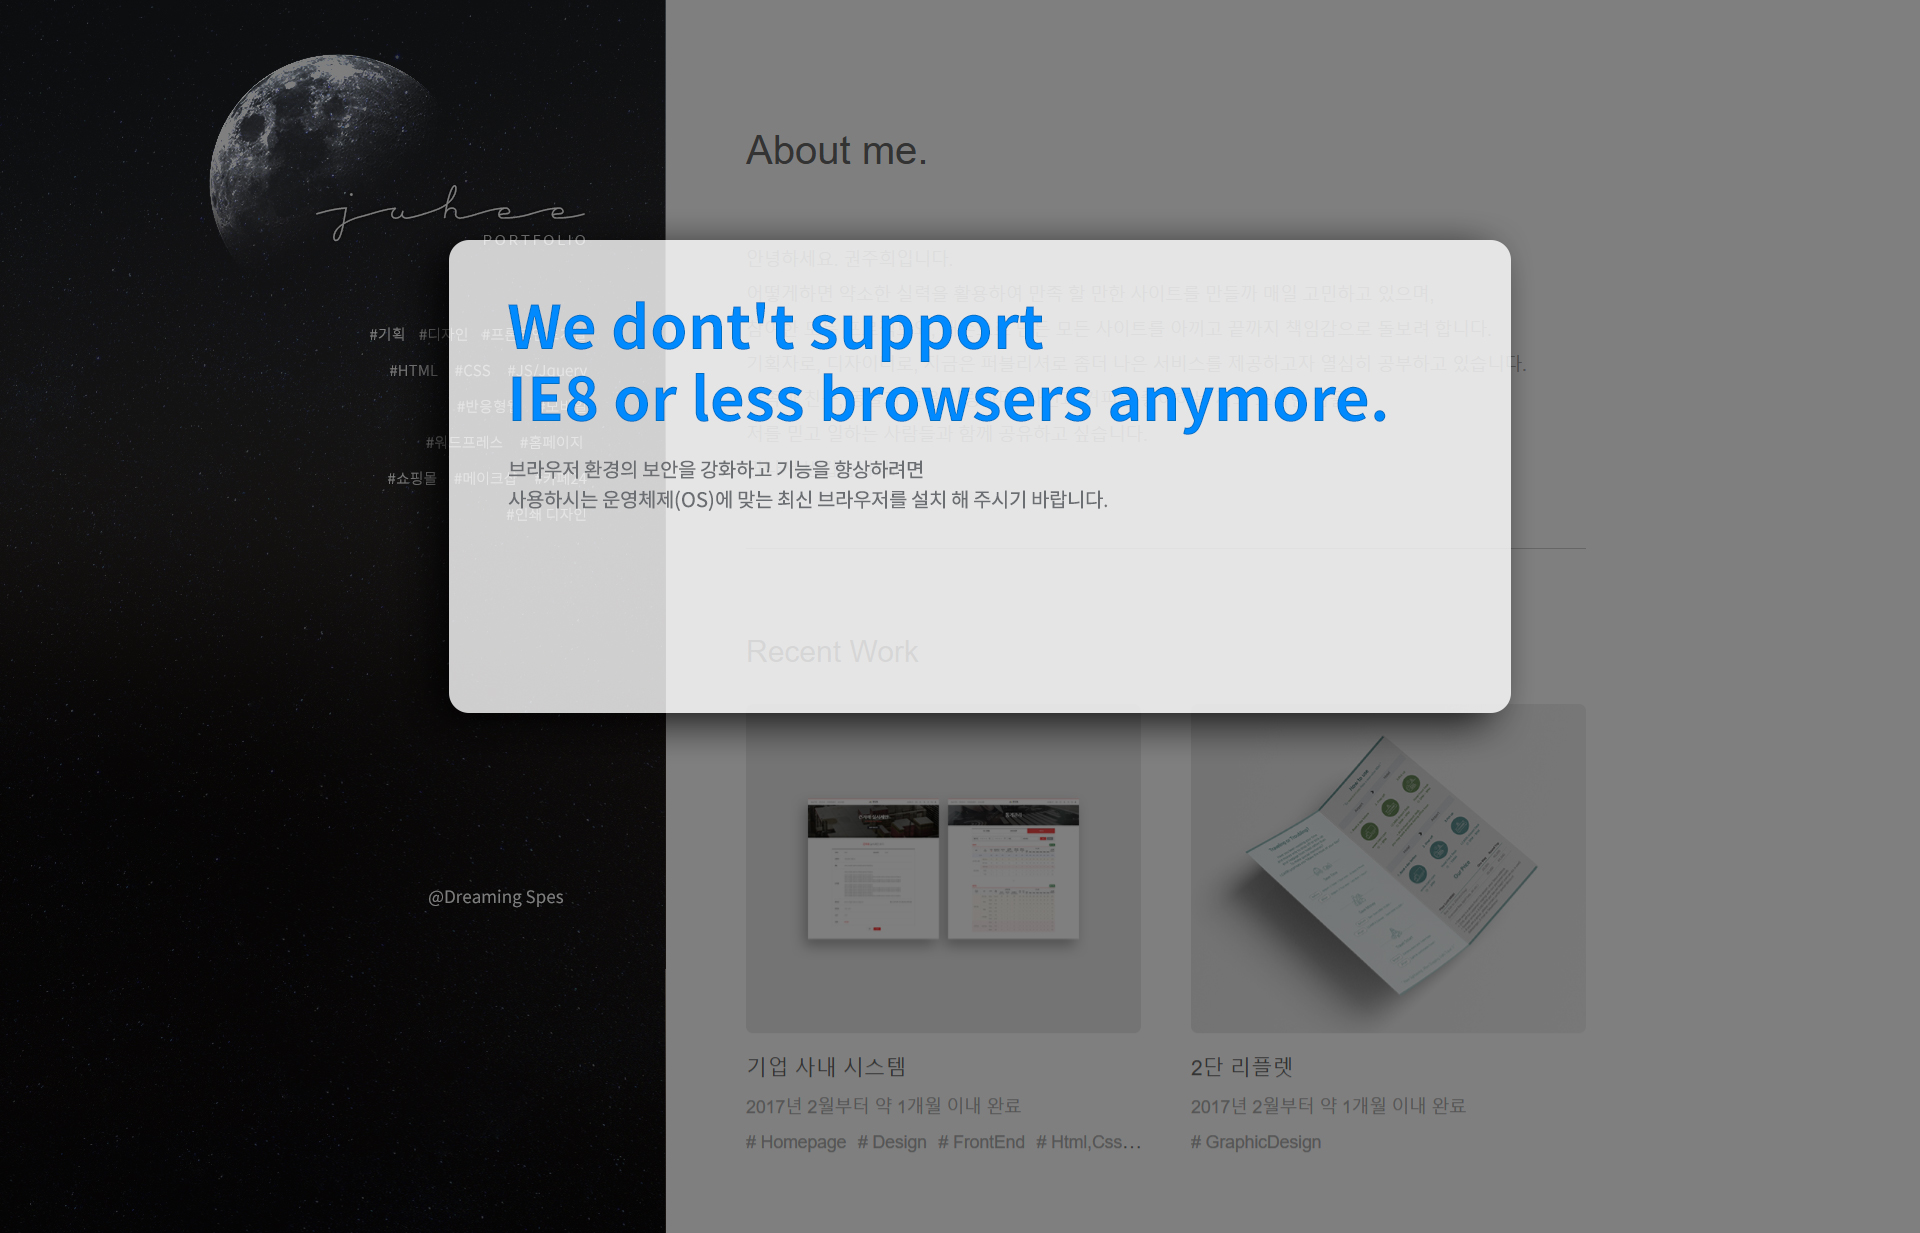 juhee
PORTFOLIO
#기획 #디자인
#HTML #CSS #JS/Jquery
#반응형웹
#워드프레스 #홈페이지
#쇼핑몰 #메이크샵 #카페24
#인쇄 디자인
@Dreaming Spes
About me.
안녕하세요. 권주희입니다.
어떻게하면 약소한 실력을 활용하여 만족 할 만한 사이트를 만들까 매일 고민하고 있으며,
모든 사이트를 아끼고 끝까지 책임감으로 돌보려 합니다.
기획자로, 디자이너로, 지금은 퍼블리셔로 좀더 나은 서비스를 제공하고자 열심히 공부하고 있습니다.
저를 믿고 일하는 사람들과 함께 공유하고 싶습니다
We dont't support
IE8 or less browsers anymore.
브라우저 환경의 보안을 강화하고 기능을 향상하려면
사용하시는 운영체제(OS)에 맞는 최신 브라우저를 설치 해 주시기 바랍니다.
Recent Work
기업 사내 시스템
2017년 2월부터 약 1개월 이내 완료
# Homepage # Design # FrontEnd # Html,Css...
2단 리플렛
2017년 2월부터 약 1개월 이내 완료
# GraphicDesign